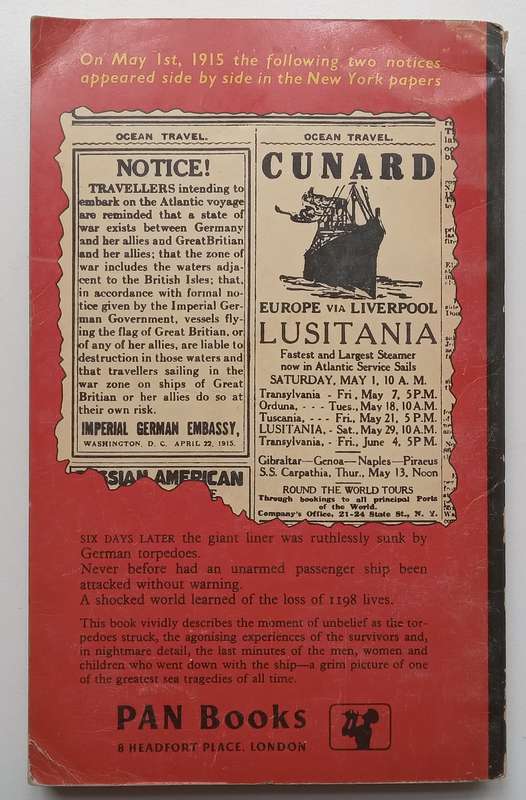 On May 1st, 1915 the following two notices
appeared side by side in the New York papers
OCEAN TRAVEL.
NOTICE!
TRAVELLERS intending to
embark on the Atlantic voyage
are reminded that a state of
war exists between Germany
and her allies and GreatBritian
and her allies; that the zone of
war includes the waters adja-
cent to the British Isles; that,
in accordance with formal no-
tice given by the Imperial Ger-
man Government, vessels fly-
ing the flag of Great Britian, or
of any of her allies, are liable to
destruction in those waters and
that travellers sailing in the
war zone on ships of Great
Britian or her allies do so at
their own risk.
IMPERIAL GERMAN EMBASSY,
WASHINGTON, D. C. APRIL 22, 1915.
SSIAN AMERICAN
OCEAN TRAVEL.
CUNARD
EUROPE VIA LIVERPOOL
LUSITANIA
Fastest and Largest Steamer
now in Atlantic Service Sails
SATURDAY, MAY 1, 10 A. M.
Transylvania - Fri, May 7, 5 P.M.
Orduna, - - - Tues., May 18, 10 A.M.
Tuscania, - - - Fri., May 21, 5 P.M.
LUSITANIA, - Sat., May 29, 10 A.M.
Transylvania, - Fri., June 4, 5 P.M.
Gibraltar—Genoa—Naples—Piraeus
S.S. Carpathia, Thur., May 13, Noon
ROUND THE WORLD TOURS
Through bookings to all principal Ports
of the World.
Company's Office, 21-24 State St., N. Y.
SIX DAYS LATER the giant liner was ruthlessly sunk by
German torpedoes.
Never before had an unarmed passenger ship been
attacked without warning.
A shocked world learned of the loss of 1198 lives.
This book vividly describes the moment of unbelief as the tor-
pedoes struck, the agonising experiences of the survivors and,
in nightmare detail, the last minutes of the men, women and
children who went down with the ship—a grim picture of one
of the greatest sea tragedies of all time.
PAN Books
8 HEADFORT PLACE, LONDON